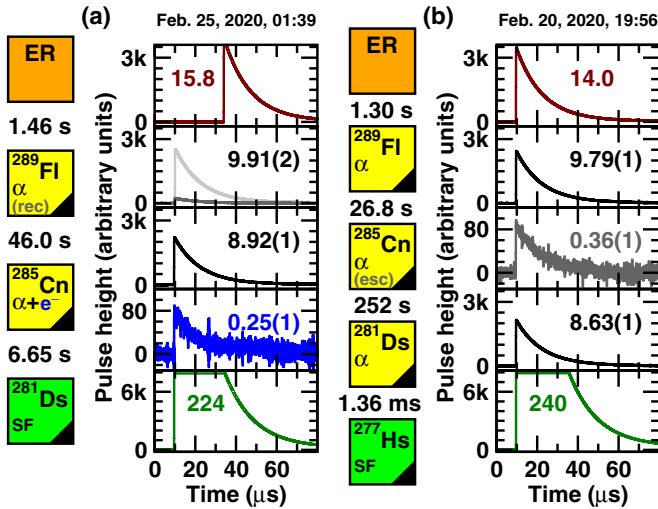 (a)
Feb. 25, 2020, 01:39
ER
1.46 s
289Fl
α
(rec)
46.0 s
285Cn
α+e−
6.65 s
281Ds
SF
Pulse height (arbitrary units)
3k
0
15.8
3k
0
9.91(2)
3k
0
8.92(1)
80
0
0.25(1)
6k
0
224
0 20 40 60
Time (μs)
(b)
Feb. 20, 2020, 19:56
ER
1.30 s
289Fl
α
26.8 s
285Cn
α
(esc)
252 s
281Ds
α
1.36 ms
277Hs
SF
Pulse height (arbitrary units)
3k
0
14.0
3k
0
9.79(1)
80
0
0.36(1)
3k
0
8.63(1)
6k
0
240
0 20 40 60
Time (μs)